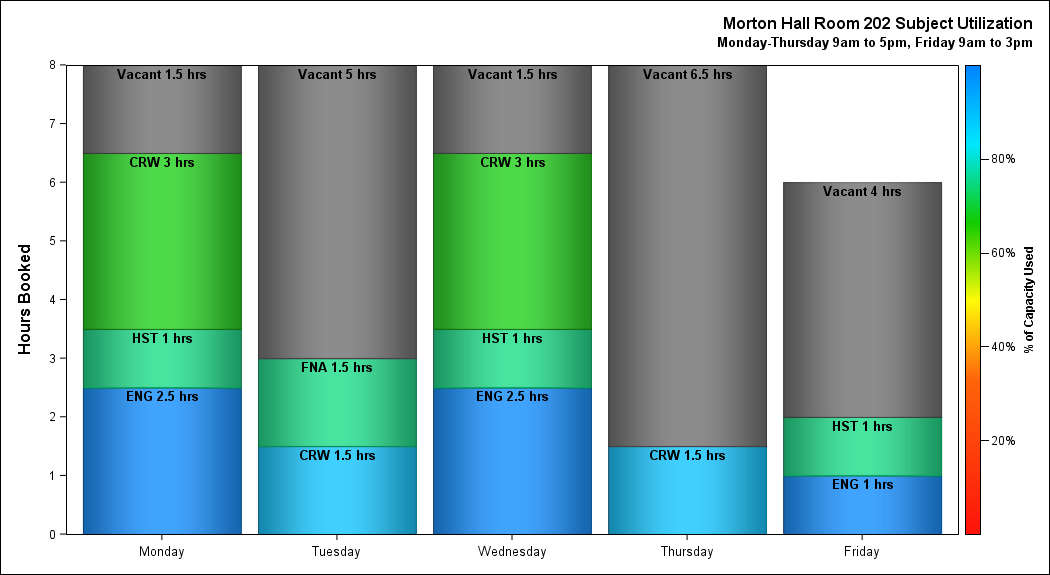 Morton Hall Room 202 Subject Utilization
Monday-Thursday 9am to 5pm, Friday 9am to 3pm
Hours Booked
8
7
6
5
4
3
2
1
0
Vacant 1.5 hrs
CRW 3 hrs
HST 1 hrs
ENG 2.5 hrs
Vacant 5 hrs
FNA 1.5 hrs
CRW 1.5 hrs
Vacant 1.5 hrs
CRW 3 hrs
HST 1 hrs
ENG 2.5 hrs
Vacant 6.5 hrs
CRW 1.5 hrs
Vacant 4 hrs
HST 1 hrs
ENG 1 hrs
Monday Tuesday Wednesday Thursday Friday
80%
60%
40%
20%
% of Capacity Used